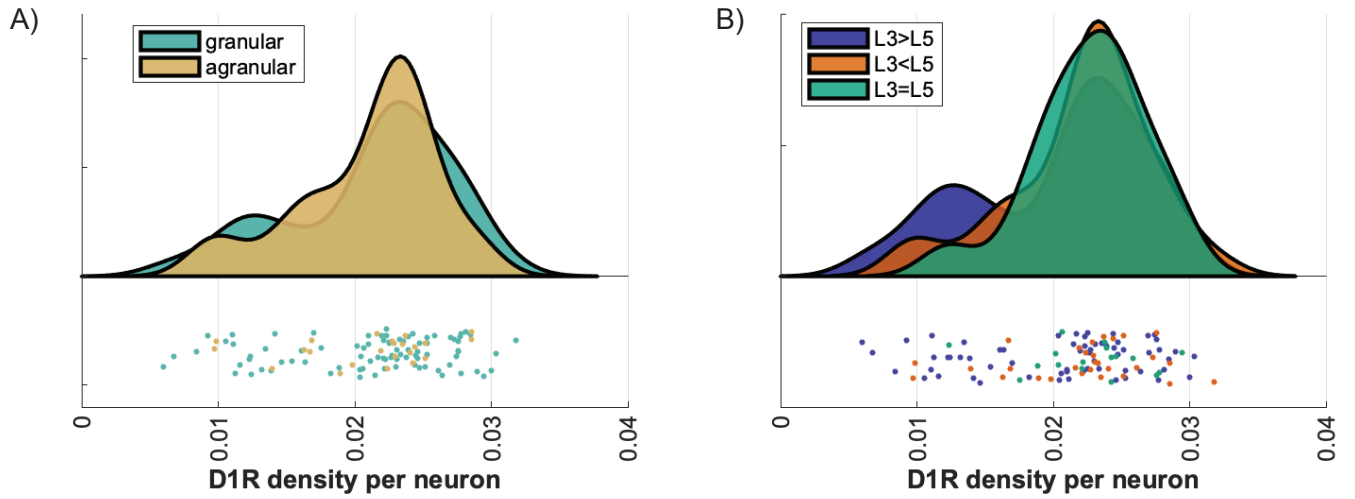 A)
granular
agranular
0
0.01
0.02
0.03
0.04
D1R density per neuron
B)
L3>L5
L3<L5
L3=L5
0
0.01
0.02
0.03
0.04
D1R density per neuron